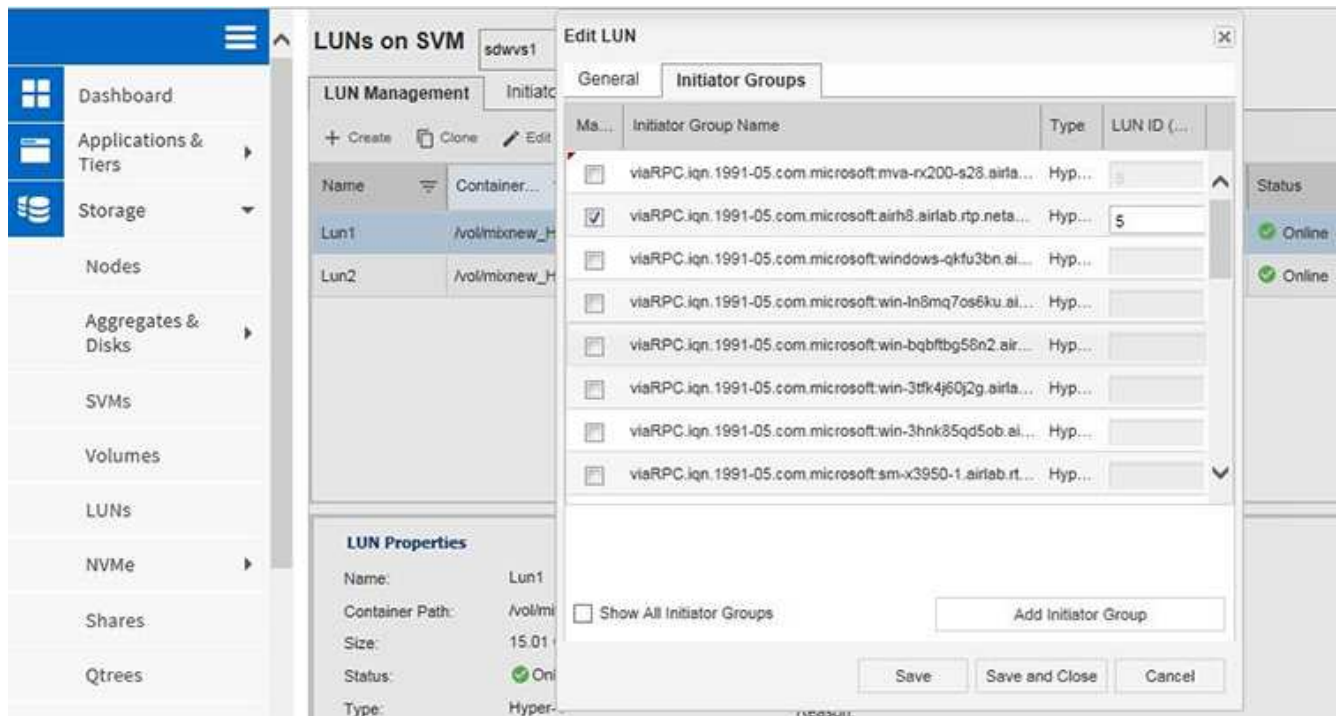 LUNs on SVM
sdwvs1
Dashboard
Applications &
Tiers
Storage
Nodes
Aggregates &
Disks
SVMs
Volumes
LUNs
NVMe
Shares
Qtrees
LUN Management
Initiato
Create
Clone
Edit
Name
Container...
Status
Lun1
/vol/mixnew_H
Online
Lun2
/vol/mixnew_H
Online
LUN Properties
Name: Lun1
Container Path: /vol/mi
Size: 15.01
Status: Onl
Type: Hyper-
Edit LUN
General
Initiator Groups
Ma... Initiator Group Name Type LUN ID (...
viaRPC.iqn.1991-05.com.microsoft:mva-rx200-s28.airla... Hyp...
viaRPC.iqn.1991-05.com.microsoft:airh8.airlab.rtp.neta... Hyp... 5
viaRPC.iqn.1991-05.com.microsoft:windows-qkfu3bn.ai... Hyp...
viaRPC.iqn.1991-05.com.microsoft:win-ln8mq7os6ku.ai... Hyp...
viaRPC.iqn.1991-05.com.microsoft:win-bqbftbg58n2.air... Hyp...
viaRPC.iqn.1991-05.com.microsoft:win-3tfk4j60j2g.airla... Hyp...
viaRPC.iqn.1991-05.com.microsoft:win-3hnk85qd5ob.ai... Hyp...
viaRPC.iqn.1991-05.com.microsoft:sm-x3950-1.airlab.rt... Hyp...
Show All Initiator Groups
Add Initiator Group
Save
Save and Close
Cancel